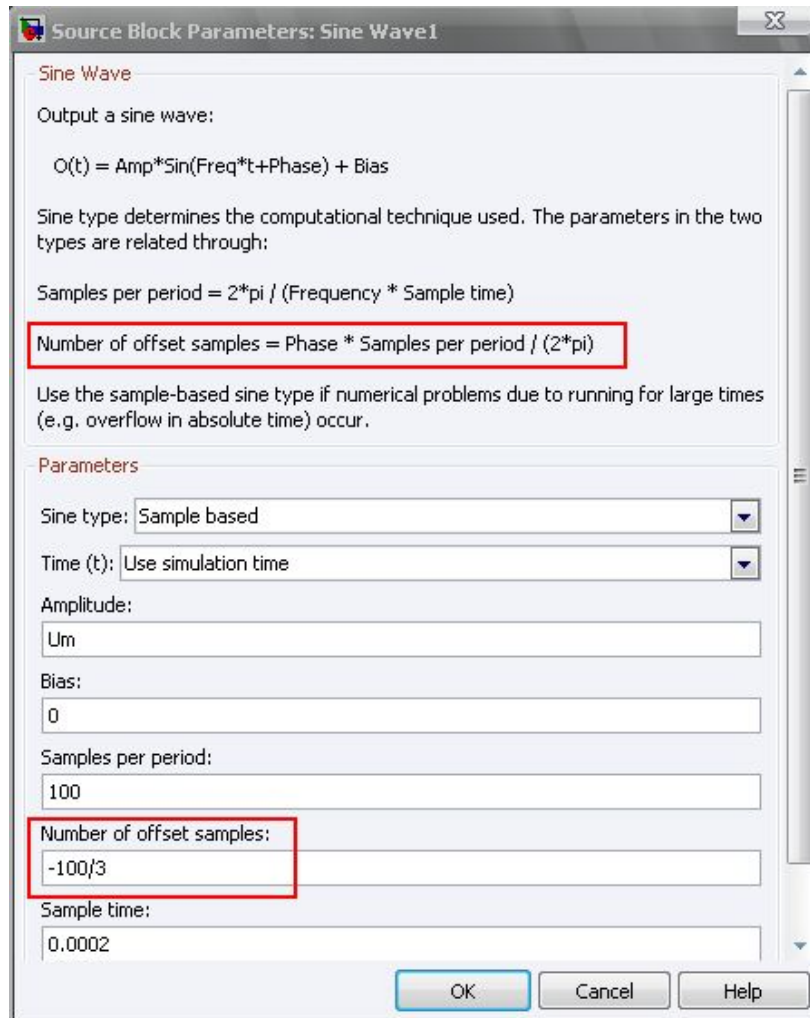 Source Block Parameters: Sine Wave1
Sine Wave
Output a sine wave:
O(t) = Amp*Sin(Freq*t+Phase) + Bias
Sine type determines the computational technique used. The parameters in the two
types are related through:
Samples per period = 2*pi / (Frequency * Sample time)
Number of offset samples = Phase * Samples per period / (2*pi)
Use the sample-based sine type if numerical problems due to running for large times
(e.g. overflow in absolute time) occur.
Parameters
Sine type: Sample based
Time (t): Use simulation time
Amplitude:
Um
Bias:
0
Samples per period:
100
Number of offset samples:
-100/3
Sample time:
0.0002
OK Cancel Help